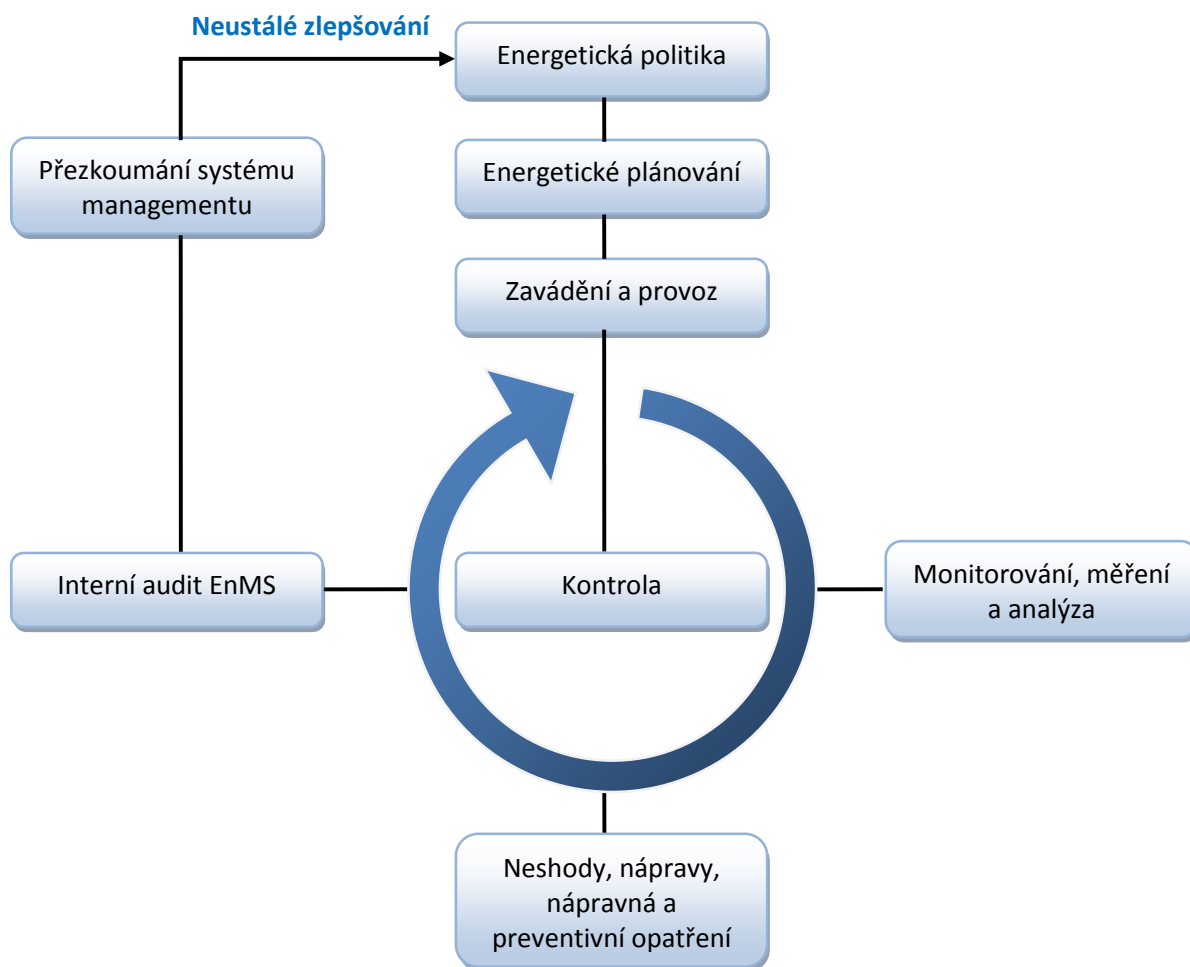 Neustálé zlepšování
Energetická politika
Přezkoumání systému
managementu
Energetické plánování
Zavádění a provoz
Interní audit EnMS
Kontrola
Monitorování, měření
a analýza
Neshody, nápravy,
nápravná a
preventivní opatření